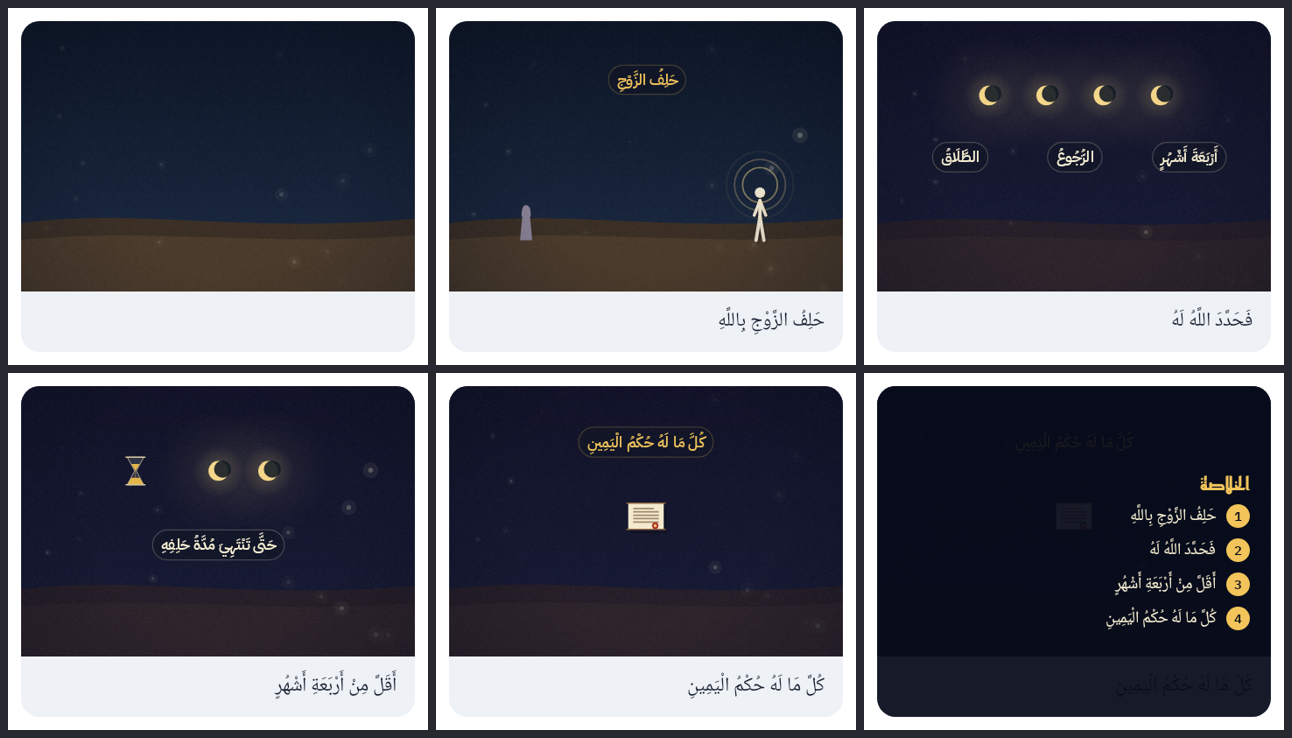 حَلِفُ الزَّوْجِ
حَلِفُ الزَّوْجِ بِاللَّهِ
أَرْبَعَةَ أَشْهُرٍ
الرُّجُوعُ
الطَّلَاقُ
فَحَدَّدَ اللَّهُ لَهُ
حَتَّى تَنْتَهِيَ مُدَّةُ حَلِفِهِ
أَقَلَّ مِنْ أَرْبَعَةِ أَشْهُرٍ
كُلَّ مَا لَهُ حُكْمُ الْيَمِينِ
كُلَّ مَا لَهُ حُكْمُ الْيَمِينِ
كُلَّ مَا لَهُ حُكْمُ الْيَمِينِ
الخلاصة
1 حَلِفُ الزَّوْجِ بِاللَّهِ
2 فَحَدَّدَ اللَّهُ لَهُ
3 أَقَلَّ مِنْ أَرْبَعَةِ أَشْهُرٍ
4 كُلَّ مَا لَهُ حُكْمُ الْيَمِينِ
كُلَّ مَا لَهُ حُكْمُ الْيَمِينِ